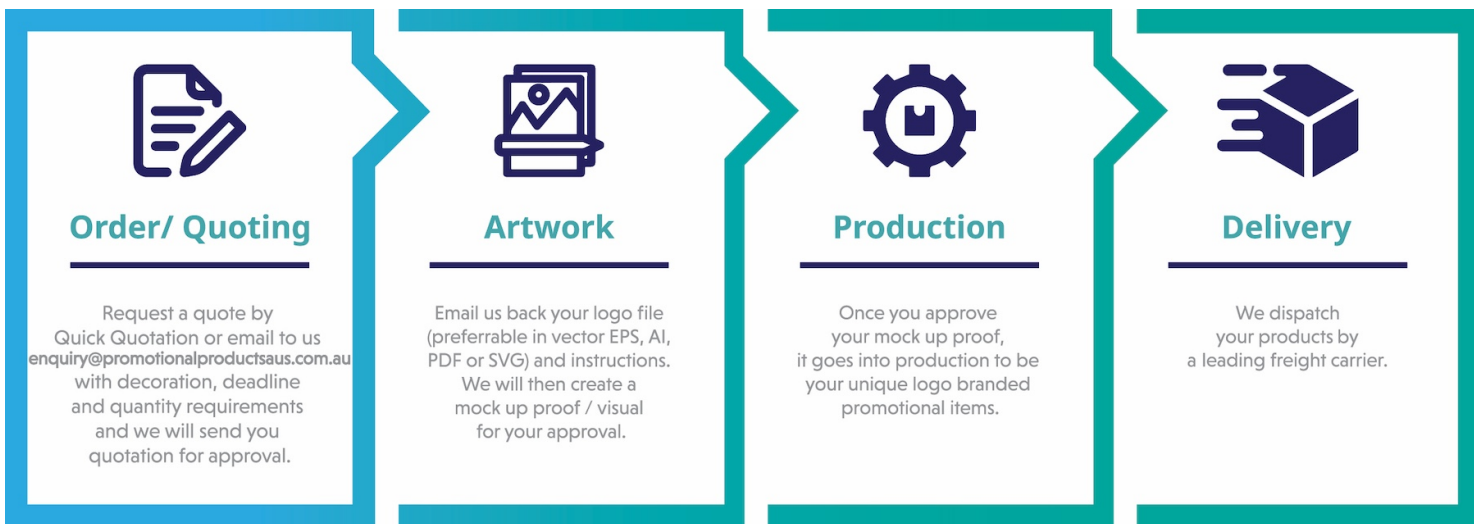 Order/ Quoting
Request a quote by
Quick Quotation or email to us
enquiry@promotionalproductsaus.com.au
with decoration, deadline
and quantity requirements
and we will send you
quotation for approval.
Artwork
Email us back your logo file
(preferrable in vector EPS, AI,
PDF or SVG) and instructions.
We will then create a
mock up proof / visual
for your approval.
Production
Once you approve
your mock up proof,
it goes into production to be
your unique logo branded
promotional items.
Delivery
We dispatch
your products by
a leading freight carrier.